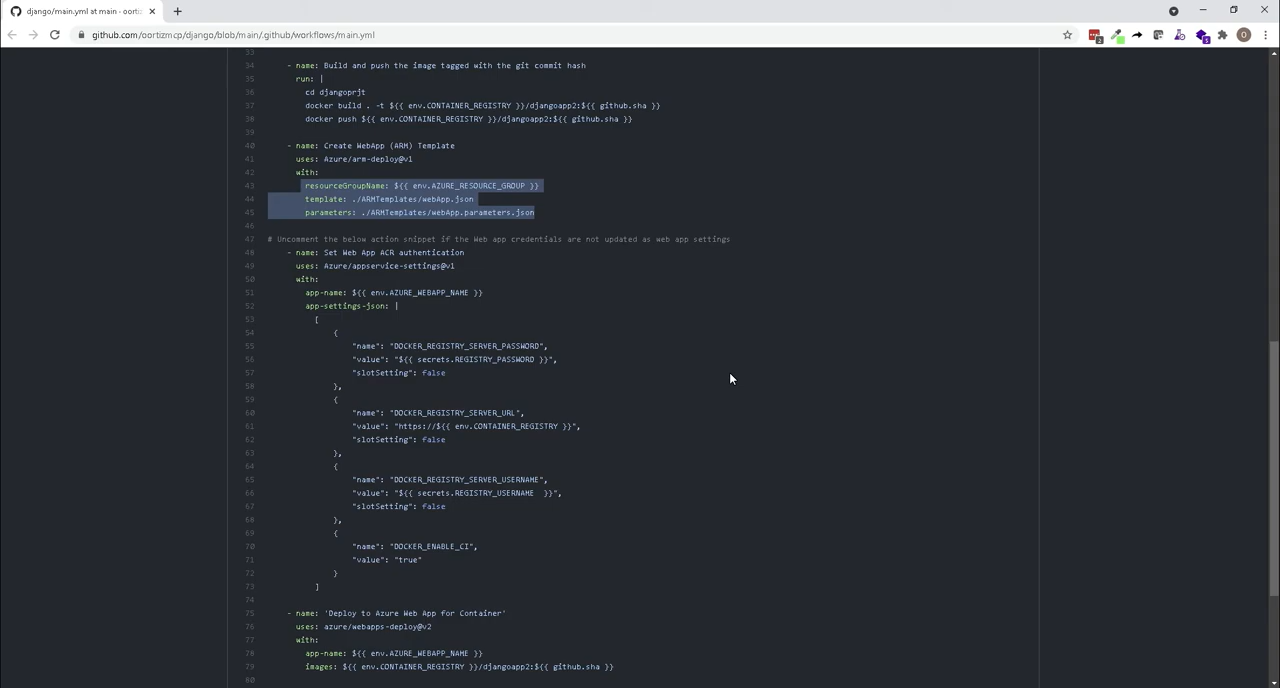 django/main.yml at main · oortiz
github.com/oortizmcp/django/blob/main/.github/workflows/main.yml
33
34 - name: Build and push the image tagged with the git commit hash
35 run: |
36 cd djangoprjt
37 docker build . -t ${{ env.CONTAINER_REGISTRY }}/djangoapp2:${{ github.sha }}
38 docker push ${{ env.CONTAINER_REGISTRY }}/djangoapp2:${{ github.sha }}
39
40 - name: Create WebApp (ARM) Template
41 uses: Azure/arm-deploy@v1
42 with:
43 resourceGroupName: ${{ env.AZURE_RESOURCE_GROUP }}
44 template: ./ARMTemplates/webApp.json
45 parameters: ./ARMTemplates/webApp.parameters.json
46
47 # Uncomment the below action snippet if the Web app credentials are not updated as web app settings
48 - name: Set Web App ACR authentication
49 uses: Azure/appservice-settings@v1
50 with:
51 app-name: ${{ env.AZURE_WEBAPP_NAME }}
52 app-settings-json: |
53 [
54 {
55 "name": "DOCKER_REGISTRY_SERVER_PASSWORD",
56 "value": "${{ secrets.REGISTRY_PASSWORD }}",
57 "slotSetting": false
58 },
59 {
60 "name": "DOCKER_REGISTRY_SERVER_URL",
61 "value": "https://${{ env.CONTAINER_REGISTRY }}",
62 "slotSetting": false
63 },
64 {
65 "name": "DOCKER_REGISTRY_SERVER_USERNAME",
66 "value": "${{ secrets.REGISTRY_USERNAME  }}",
67 "slotSetting": false
68 },
69 {
70 "name": "DOCKER_ENABLE_CI",
71 "value": "true"
72 }
73 ]
74
75 - name: 'Deploy to Azure Web App for Container'
76 uses: azure/webapps-deploy@v2
77 with:
78 app-name: ${{ env.AZURE_WEBAPP_NAME }}
79 images: ${{ env.CONTAINER_REGISTRY }}/djangoapp2:${{ github.sha }}
80